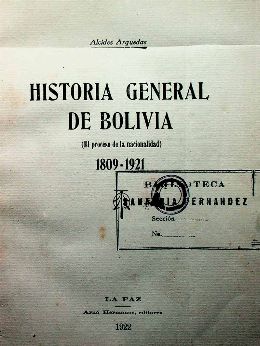 Alcides Arguedas
HISTORIA GENERAL
DE BOLIVIA
(El proceso de la nacionalidad)
1809-1921
BIBLIOTECA
FERNANDEZ
Sección
No.
LA PAZ
Arnó Hermanos, editores
1922